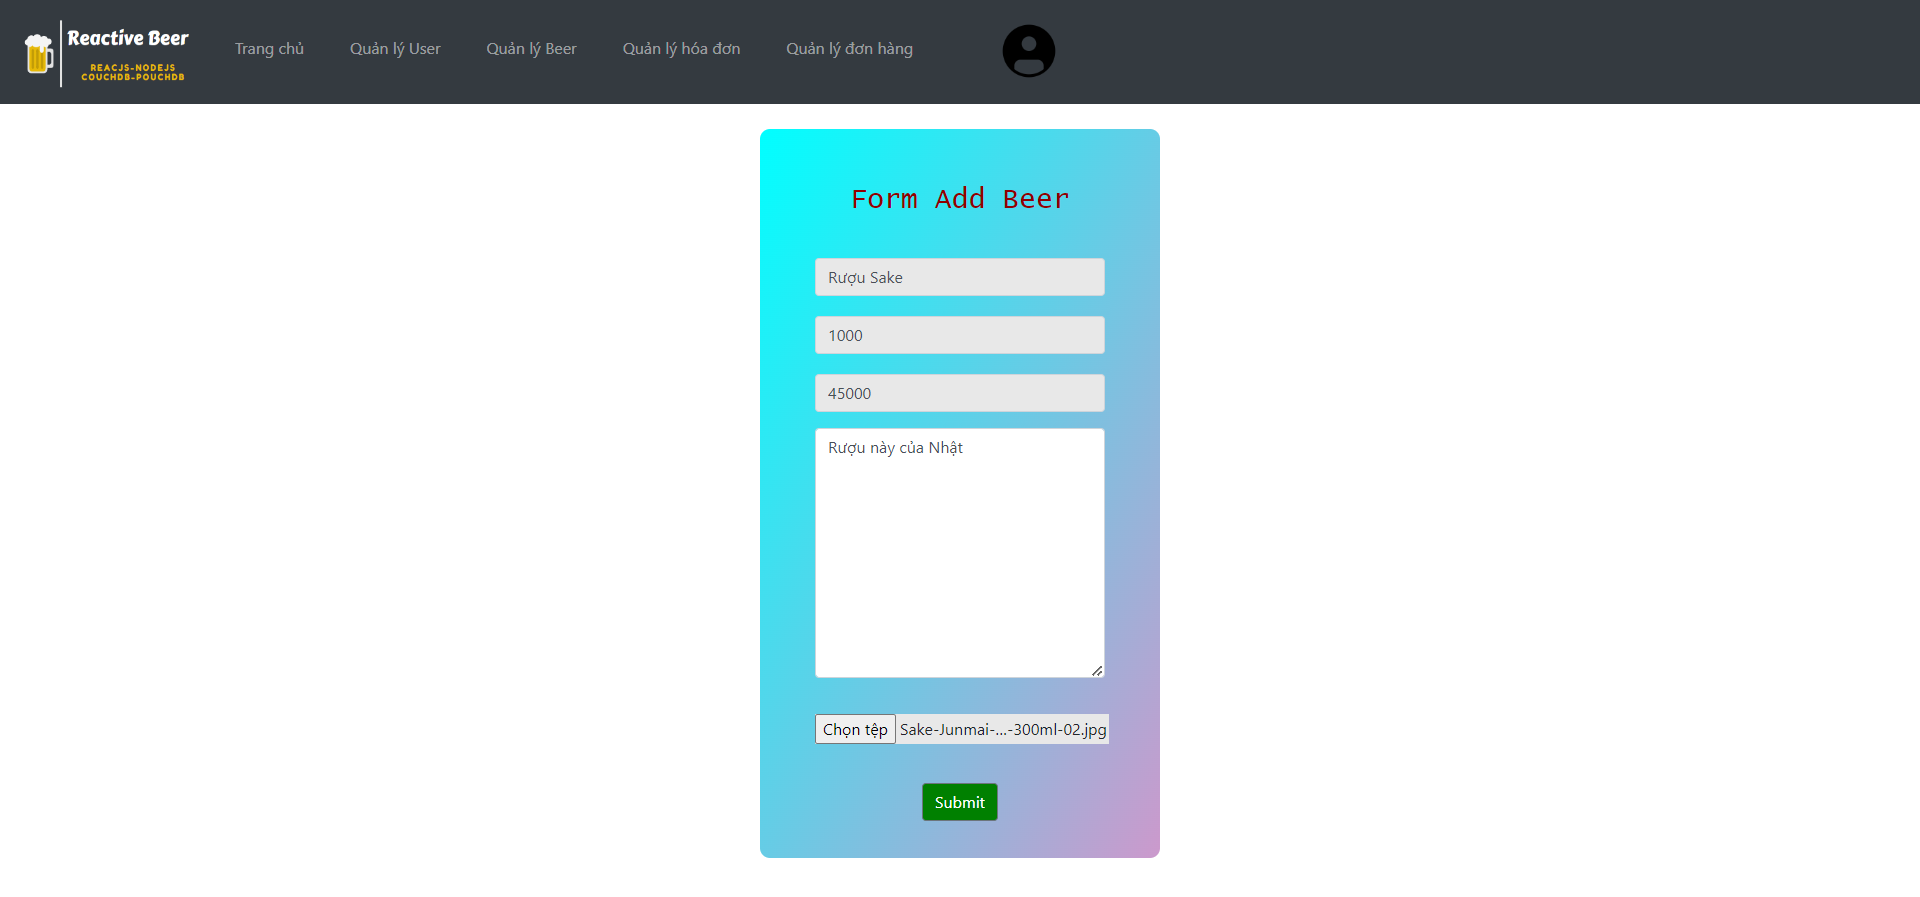 Reactive Beer
REACJS-NODEJS
COUCHDB-POUCHDB
Trang chủ
Quản lý User
Quản lý Beer
Quản lý hóa đơn
Quản lý đơn hàng
Form Add Beer
Rượu Sake
1000
45000
Rượu này của Nhật
Chọn tệp Sake-Junmai-...-300ml-02.jpg
Submit